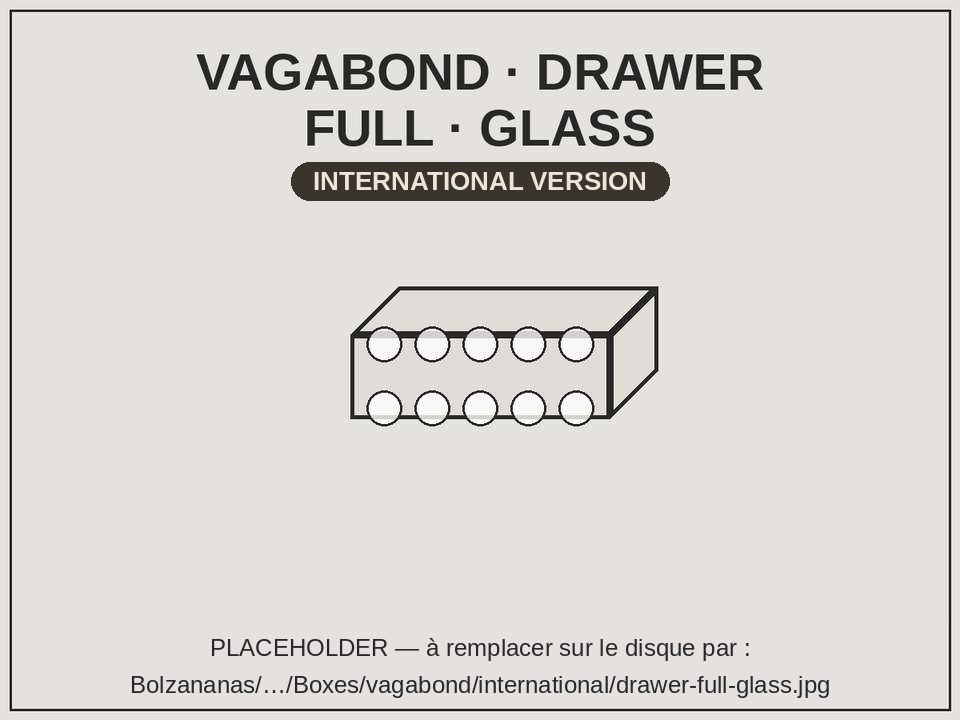 VAGABOND · DRAWER
FULL · GLASS
INTERNATIONAL VERSION
PLACEHOLDER — à remplacer sur le disque par :
Bolzananas/…/Boxes/vagabond/international/drawer-full-glass.jpg